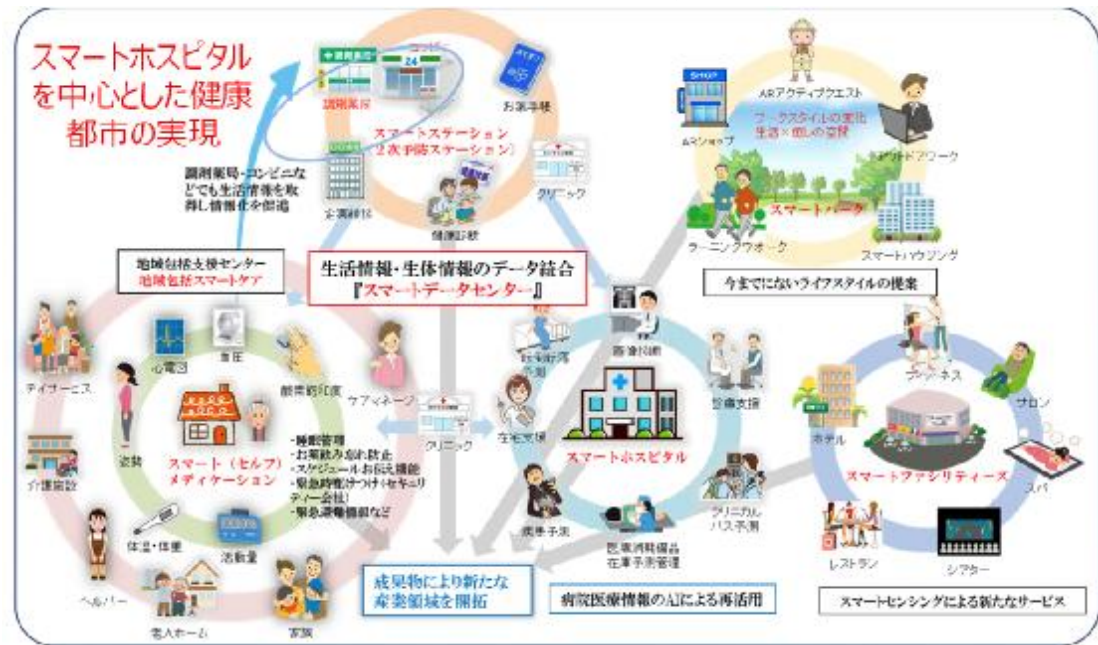 スマートホスピタル
を中心とした健康
都市の実現
コンビニ
24
調剤薬局
お薬手帳
スマートステーション
(2次予防ステーション)
クリニック
健康診断
調剤薬局・コンビニな
どでも生活情報を取
得し情報化を促進
SHOP
ARアクティブクエスト
ワークスタイルの変化
生活×癒しの空間
ARショップ
アウトドアワーク
スマートパーク
ラーニングウオーク
スマートハウジング
今までにないライフスタイルの提案
地域包括支援センター
地域包括スマートケア
生活情報・生体情報のデータ結合
『スマートデータセンター』
デイサービス
心電図
血圧
酸素飽和度
ケアマネージ
姿勢
介護施設
スマート(セルフ)
メディケーション
・睡眠管理
・お薬飲み忘れ防止
・スケジュールお伝え機能
・緊急時駆けつけ(セキュリ
ティー会社)
・緊急避難情報など
体温・体重
活動量
ヘルパー
老人ホーム
家族
クリニック
画像診断
診療支援
在宅支援
スマートホスピタル
疾患予測
クリニカル
パス予測
医療消耗備品
在庫予測管理
フィットネス
サロン
ホテル
スマートファシリティーズ
スパ
レストラン
シアター
成果物により新たな
産業領域を開拓
病院医療情報のAIによる再活用
スマートセンシングによる新たなサービス